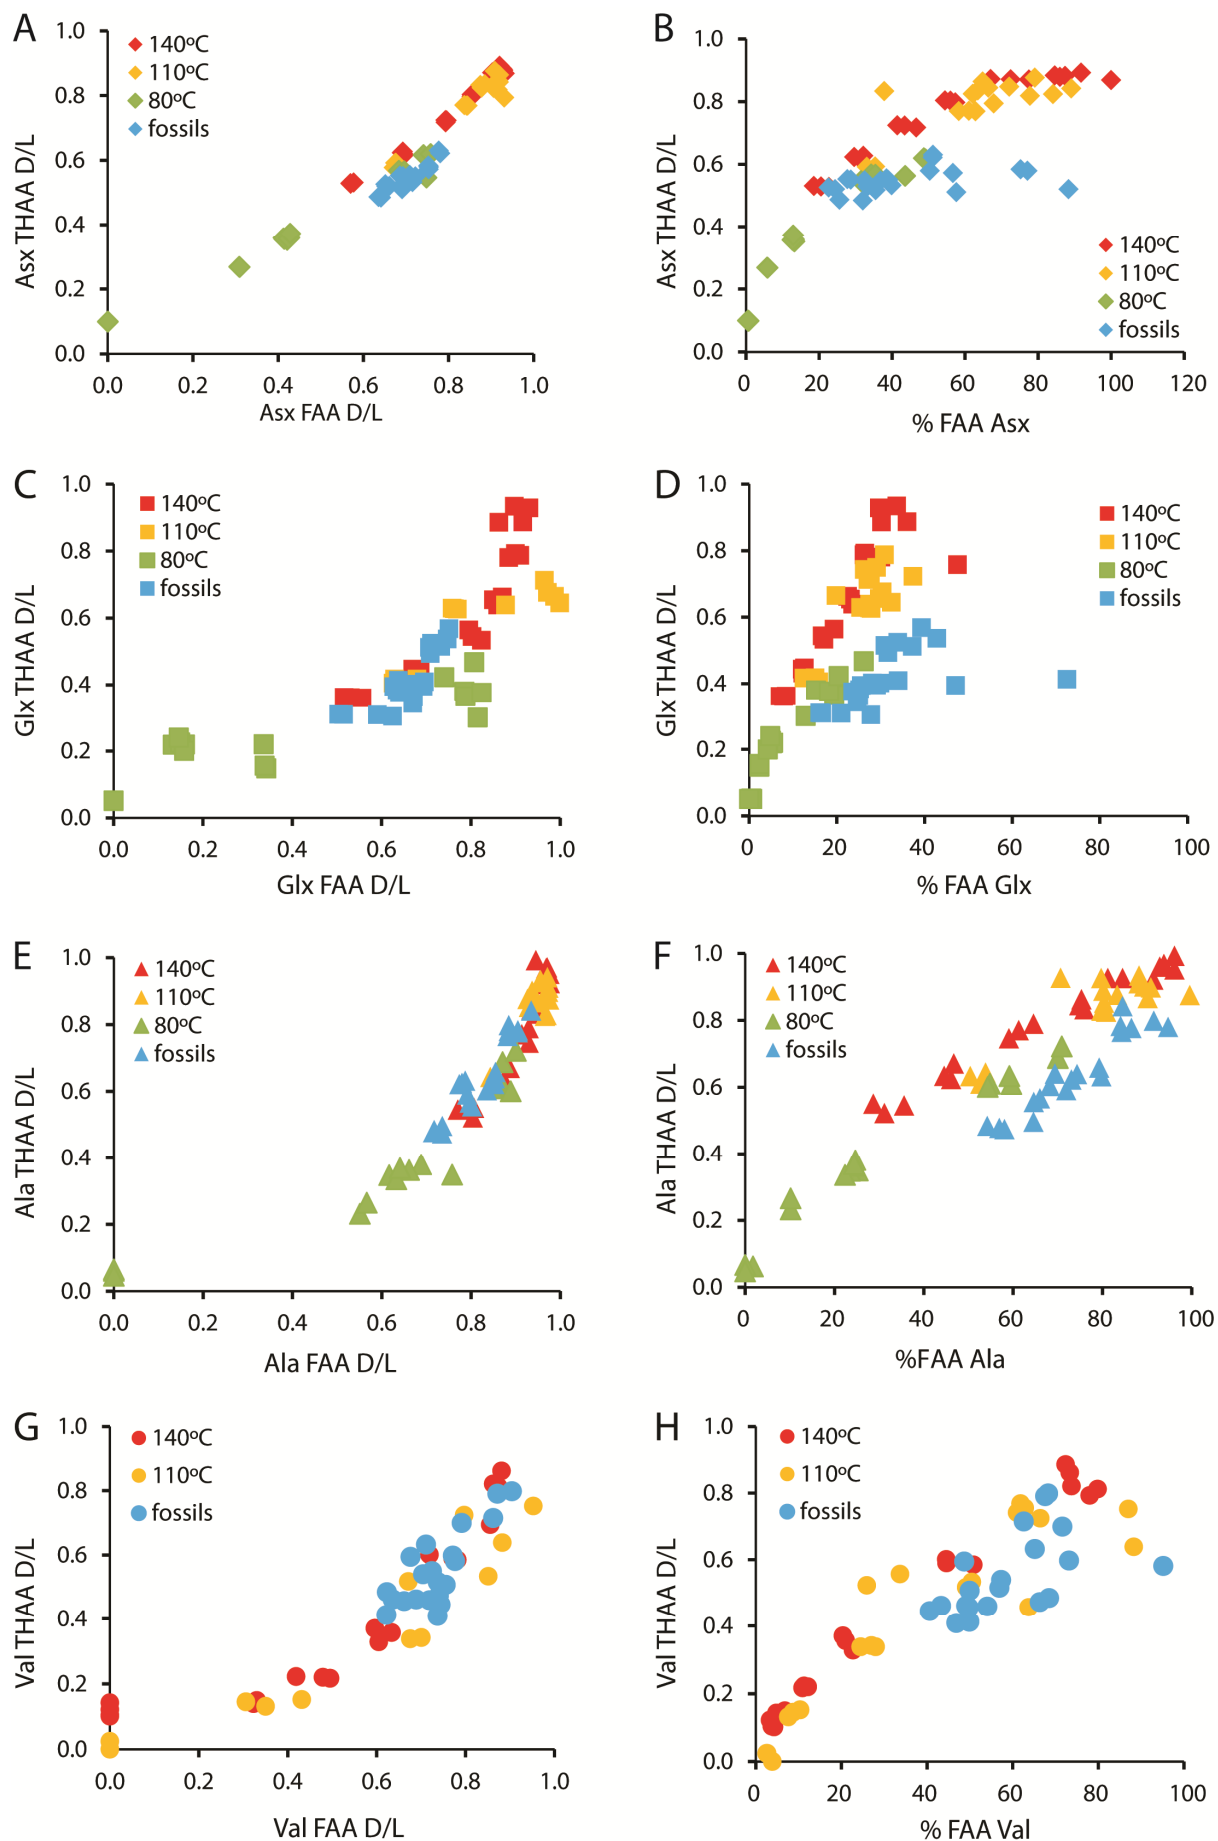 A
140ºC
110ºC
80ºC
fossils
1.0
0.8
0.6
0.4
0.2
0.0
Asx THAA D/L
0.0 0.2 0.4 0.6 0.8 1.0
Asx FAA D/L
B
1.0
0.8
0.6
0.4
0.2
0.0
Asx THAA D/L
140ºC
110ºC
80ºC
fossils
0 20 40 60 80 100 120
% FAA Asx
C
140ºC
110ºC
80ºC
fossils
1.0
0.8
0.6
0.4
0.2
0.0
Glx THAA D/L
0.0 0.2 0.4 0.6 0.8 1.0
Glx FAA D/L
D
140ºC
110ºC
80ºC
fossils
1.0
0.8
0.6
0.4
0.2
0.0
Glx THAA D/L
0 20 40 60 80 100
% FAA Glx
E
140ºC
110ºC
80ºC
fossils
1.0
0.8
0.6
0.4
0.2
0.0
Ala THAA D/L
0.0 0.2 0.4 0.6 0.8 1.0
Ala FAA D/L
F
140ºC
110ºC
80ºC
fossils
1.0
0.8
0.6
0.4
0.2
0.0
Ala THAA D/L
0 20 40 60 80 100
%FAA Ala
G
140ºC
110ºC
fossils
1.0
0.8
0.6
0.4
0.2
0.0
Val THAA D/L
0.0 0.2 0.4 0.6 0.8 1.0
Val FAA D/L
H
140ºC
110ºC
fossils
1.0
0.8
0.6
0.4
0.2
0.0
Val THAA D/L
0 20 40 60 80 100
% FAA Val